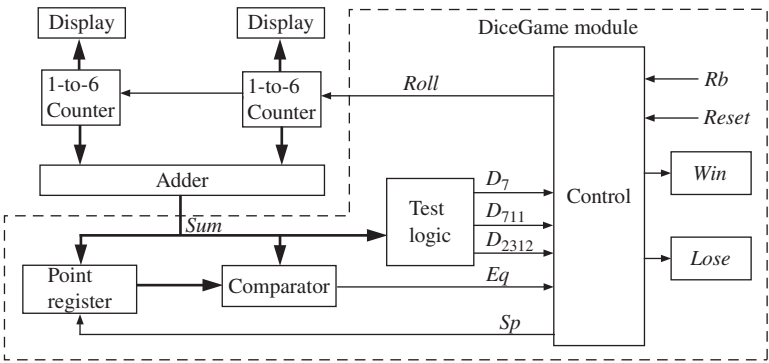 Display
Display
DiceGame module
1-to-6
Counter
1-to-6
Counter
Roll
Rb
Reset
Adder
Control
Win
Sum
Test
logic
D7
D711
D2312
Lose
Point
register
Comparator
Eq
Sp